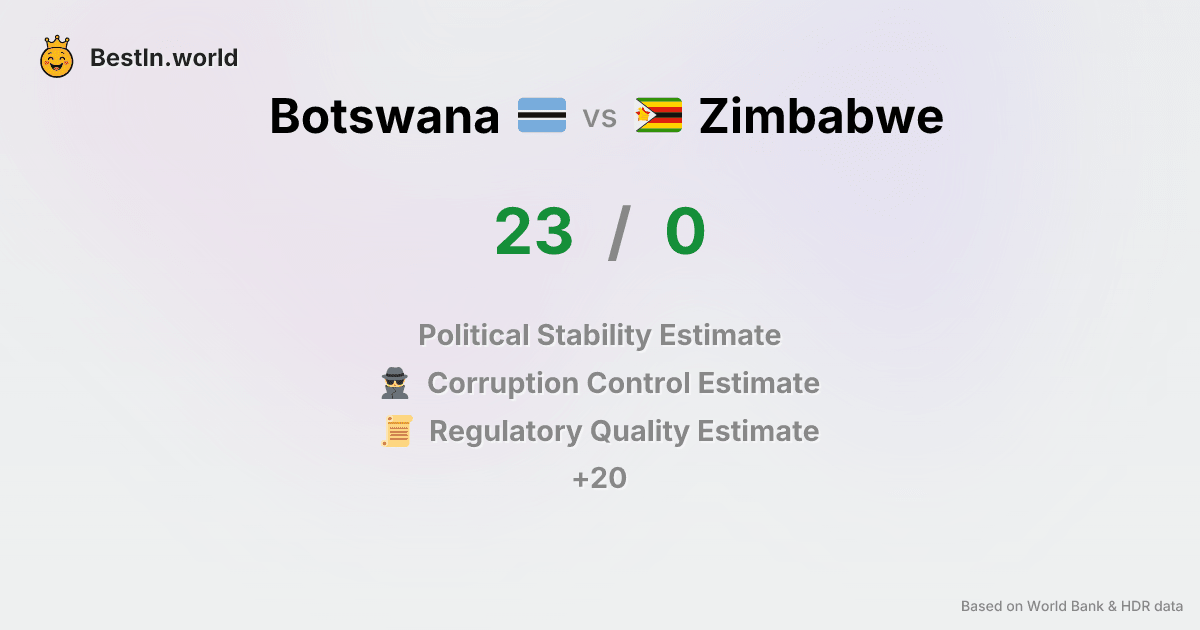 BestIn.world
Botswana vs Zimbabwe
23 / 0
Political Stability Estimate
Corruption Control Estimate
Regulatory Quality Estimate
+20
Based on World Bank & HDR data